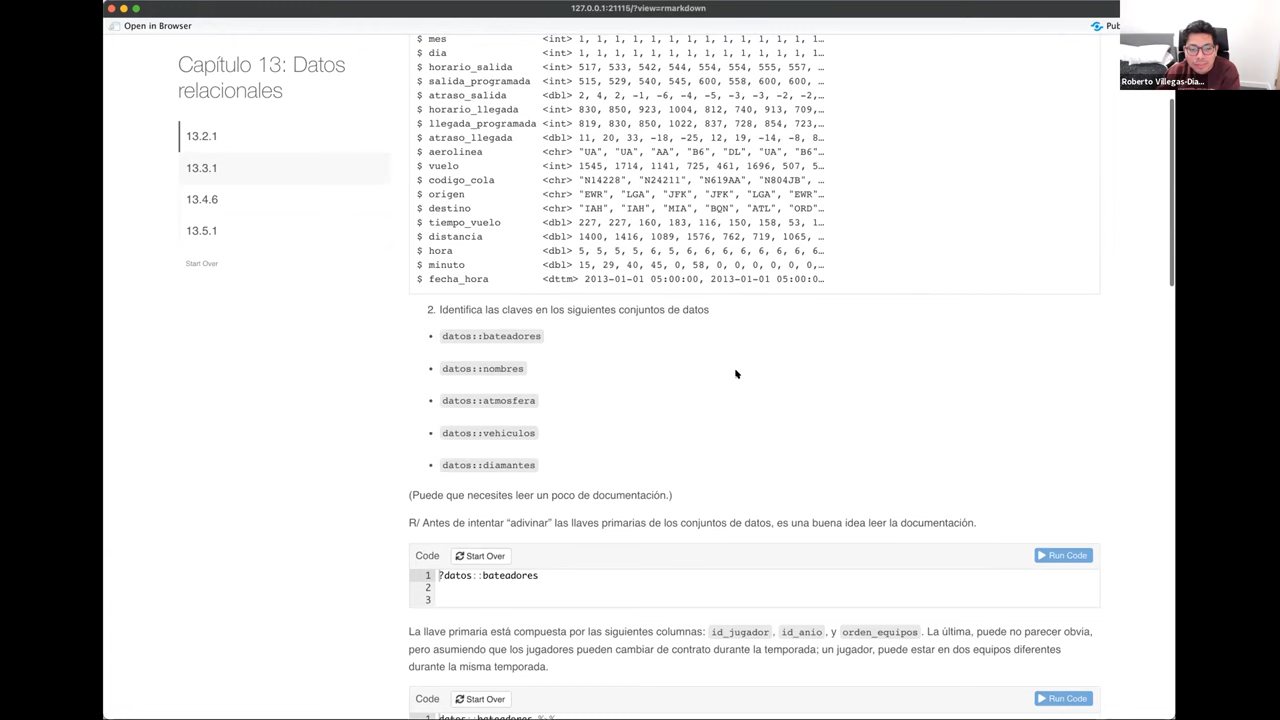 127.0.0.1:21115/?view=rmarkdown
Open in Browser
Pub
Roberto Villegas-Dia...
Capítulo 13: Datos
relacionales
13.2.1
13.3.1
13.4.6
13.5.1
Start Over
$ mes <int> 1, 1, 1, 1, 1, 1, 1, 1, 1, 1, 1…
$ dia <int> 1, 1, 1, 1, 1, 1, 1, 1, 1, 1, 1…
$ horario_salida <int> 517, 533, 542, 544, 554, 554, 555, 557, …
$ salida_programada <int> 515, 529, 540, 545, 600, 558, 600, 600, …
$ atraso_salida <dbl> 2, 4, 2, -1, -6, -4, -5, -3, -3, -2, -2,…
$ horario_llegada <int> 830, 850, 923, 1004, 812, 740, 913, 709,…
$ llegada_programada <int> 819, 830, 850, 1022, 837, 728, 854, 723,…
$ atraso_llegada <dbl> 11, 20, 33, -18, -25, 12, 19, -14, -8, 8…
$ aerolinea <chr> "UA", "UA", "AA", "B6", "DL", "UA", "B6"…
$ vuelo <int> 1545, 1714, 1141, 725, 461, 1696, 507, 5…
$ codigo_cola <chr> "N14228", "N24211", "N619AA", "N804JB", …
$ origen <chr> "EWR", "LGA", "JFK", "JFK", "LGA", "EWR"…
$ destino <chr> "IAH", "IAH", "MIA", "BQN", "ATL", "ORD"…
$ tiempo_vuelo <dbl> 227, 227, 160, 183, 116, 150, 158, 53, 1…
$ distancia <dbl> 1400, 1416, 1089, 1576, 762, 719, 1065, …
$ hora <dbl> 5, 5, 5, 5, 6, 5, 6, 6, 6, 6, 6, 6, 6, 6…
$ minuto <dbl> 15, 29, 40, 45, 0, 58, 0, 0, 0, 0, 0, 0,…
$ fecha_hora <dttm> 2013-01-01 05:00:00, 2013-01-01 05:00:0…
2. Identifica las claves en los siguientes conjuntos de datos
• datos::bateadores
• datos::nombres
• datos::atmosfera
• datos::vehiculos
• datos::diamantes
(Puede que necesites leer un poco de documentación.)
R/ Antes de intentar “adivinar” las llaves primarias de los conjuntos de datos, es una buena idea leer la documentación.
Code Start Over Run Code
1 ?datos::bateadores
2
3
La llave primaria está compuesta por las siguientes columnas: id_jugador, id_anio, y orden_equipos. La última, puede no parecer obvia,
pero asumiendo que los jugadores pueden cambiar de contrato durante la temporada; un jugador, puede estar en dos equipos diferentes
durante la misma temporada.
Code Start Over Run Code
1 datos::bateadores %>%